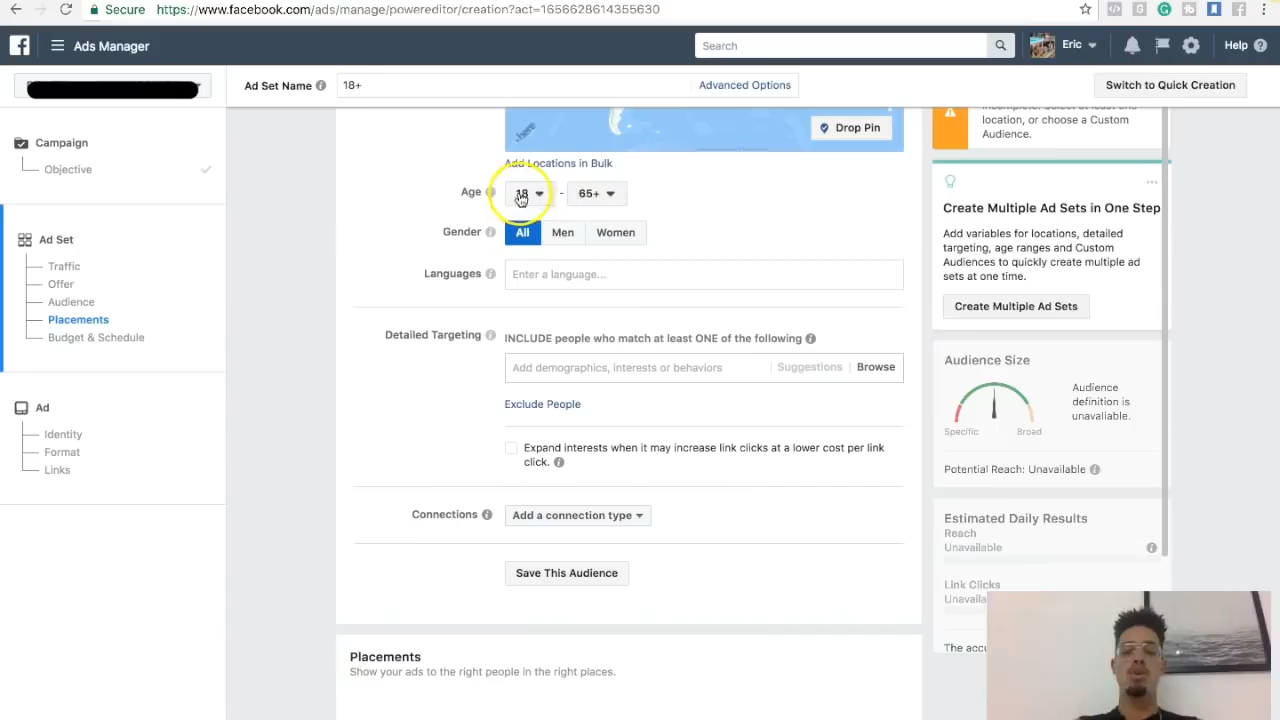 Secure https://www.facebook.com/ads/manage/powereditor/creation?act=1656628614355630
Ads Manager
Search
Eric
Help
Ad Set Name
18+
Advanced Options
Switch to Quick Creation
Campaign
Objective
Ad Set
Traffic
Offer
Audience
Placements
Budget & Schedule
Ad
Identity
Format
Links
here
Drop Pin
Add Locations in Bulk
Age
18 - 65+
Gender
All Men Women
Languages
Enter a language...
Detailed Targeting
INCLUDE people who match at least ONE of the following
Add demographics, interests or behaviors
Suggestions
Browse
Exclude People
Expand interests when it may increase link clicks at a lower cost per link
click.
Connections
Add a connection type
Save This Audience
Placements
Show your ads to the right people in the right places.
location, or choose a Custom
Audience.
Create Multiple Ad Sets in One Step
Add variables for locations, detailed
targeting, age ranges and Custom
Audiences to quickly create multiple ad
sets at one time.
Create Multiple Ad Sets
Audience Size
Specific
Broad
Audience
definition is
unavaliable.
Potential Reach: Unavailable
Estimated Daily Results
Reach
Unavailable
Link Clicks
The